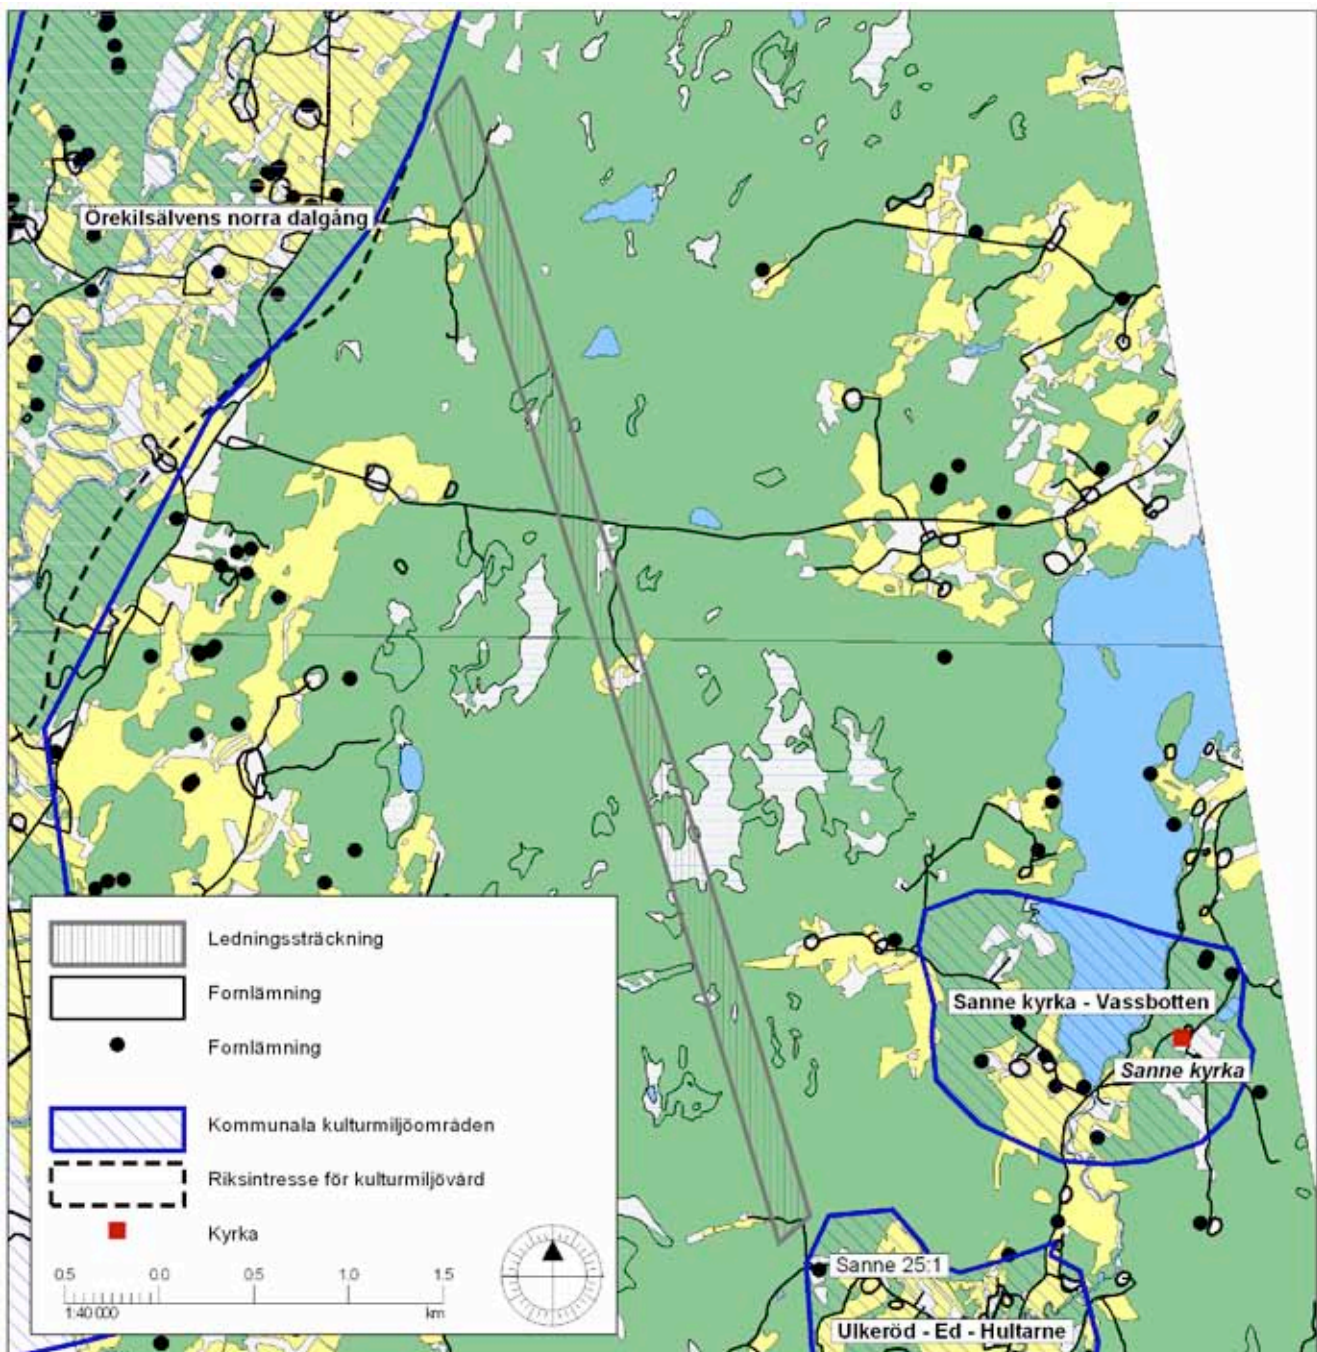 Örekilsälvens norra dalgång
Sanne kyrka - Vassbotten
Sanne kyrka
Sanne 25:1
Ulkeröd - Ed - Hultarne
Ledningssträckning
Fornlämning
Fornlämning
Kommunala kulturmiljöområden
Riksintresse för kulturmiljövård
Kyrka
0.5 0.0 0.5 1.0 1.5
1:40 000 km